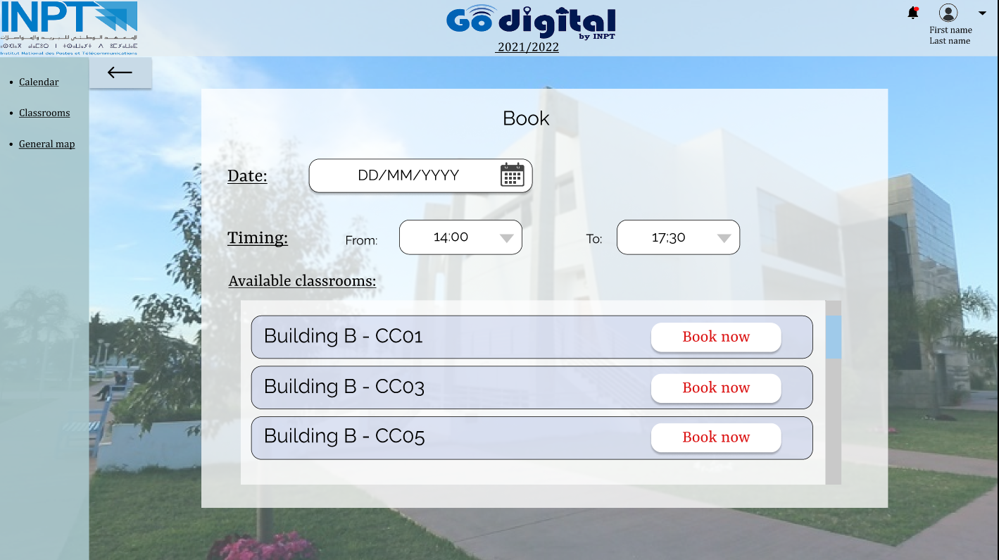 INPT
المعهد الوطني للبريد والمواصلات
Institut National des Postes et Télécommunications
Go digital
by INPT
2021/2022
First name
Last name
• Calendar
• Classrooms
• General map
Book
Date:
DD/MM/YYYY
Timing:
From:
14:00
To:
17:30
Available classrooms:
Building B - CC01
Book now
Building B - CC03
Book now
Building B - CC05
Book now